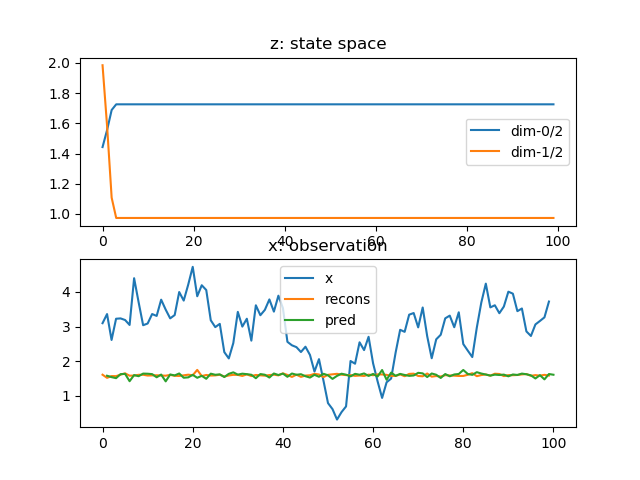 z: state space
2.0
1.8
1.6
1.4
1.2
1.0
dim-0/2
dim-1/2
0 20 40 60 80 100
x: observation
4
3
2
1
x
recons
pred
0 20 40 60 80 100